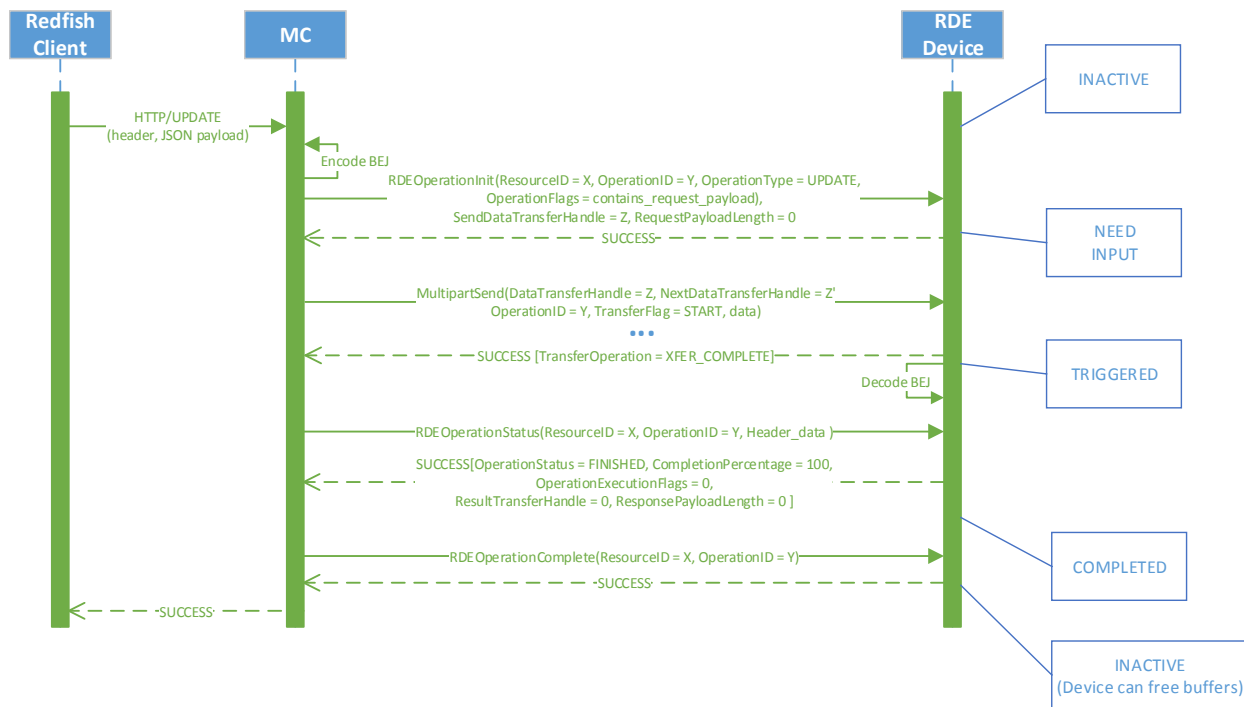 Redfish
Client
MC
RDE
Device
INACTIVE
HTTP/UPDATE
(header, JSON payload)
Encode BEJ
RDEOperationInit(ResourceID = X, OperationID = Y, OperationType = UPDATE,
OperationFlags = contains_request_payload),
SendDataTransferHandle = Z, RequestPayloadLength = 0
SUCCESS
NEED
INPUT
MultipartSend(DataTransferHandle = Z, NextDataTransferHandle = Z'
OperationID = Y, TransferFlag = START, data)
...
SUCCESS [TransferOperation = XFER_COMPLETE]
TRIGGERED
Decode BEJ
RDEOperationStatus(ResourceID = X, OperationID = Y, Header_data )
SUCCESS[OperationStatus = FINISHED, CompletionPercentage = 100,
OperationExecutionFlags = 0,
ResultTransferHandle = 0, ResponsePayloadLength = 0 ]
RDEOperationComplete(ResourceID = X, OperationID = Y)
COMPLETED
SUCCESS
SUCCESS
INACTIVE
(Device can free buffers)